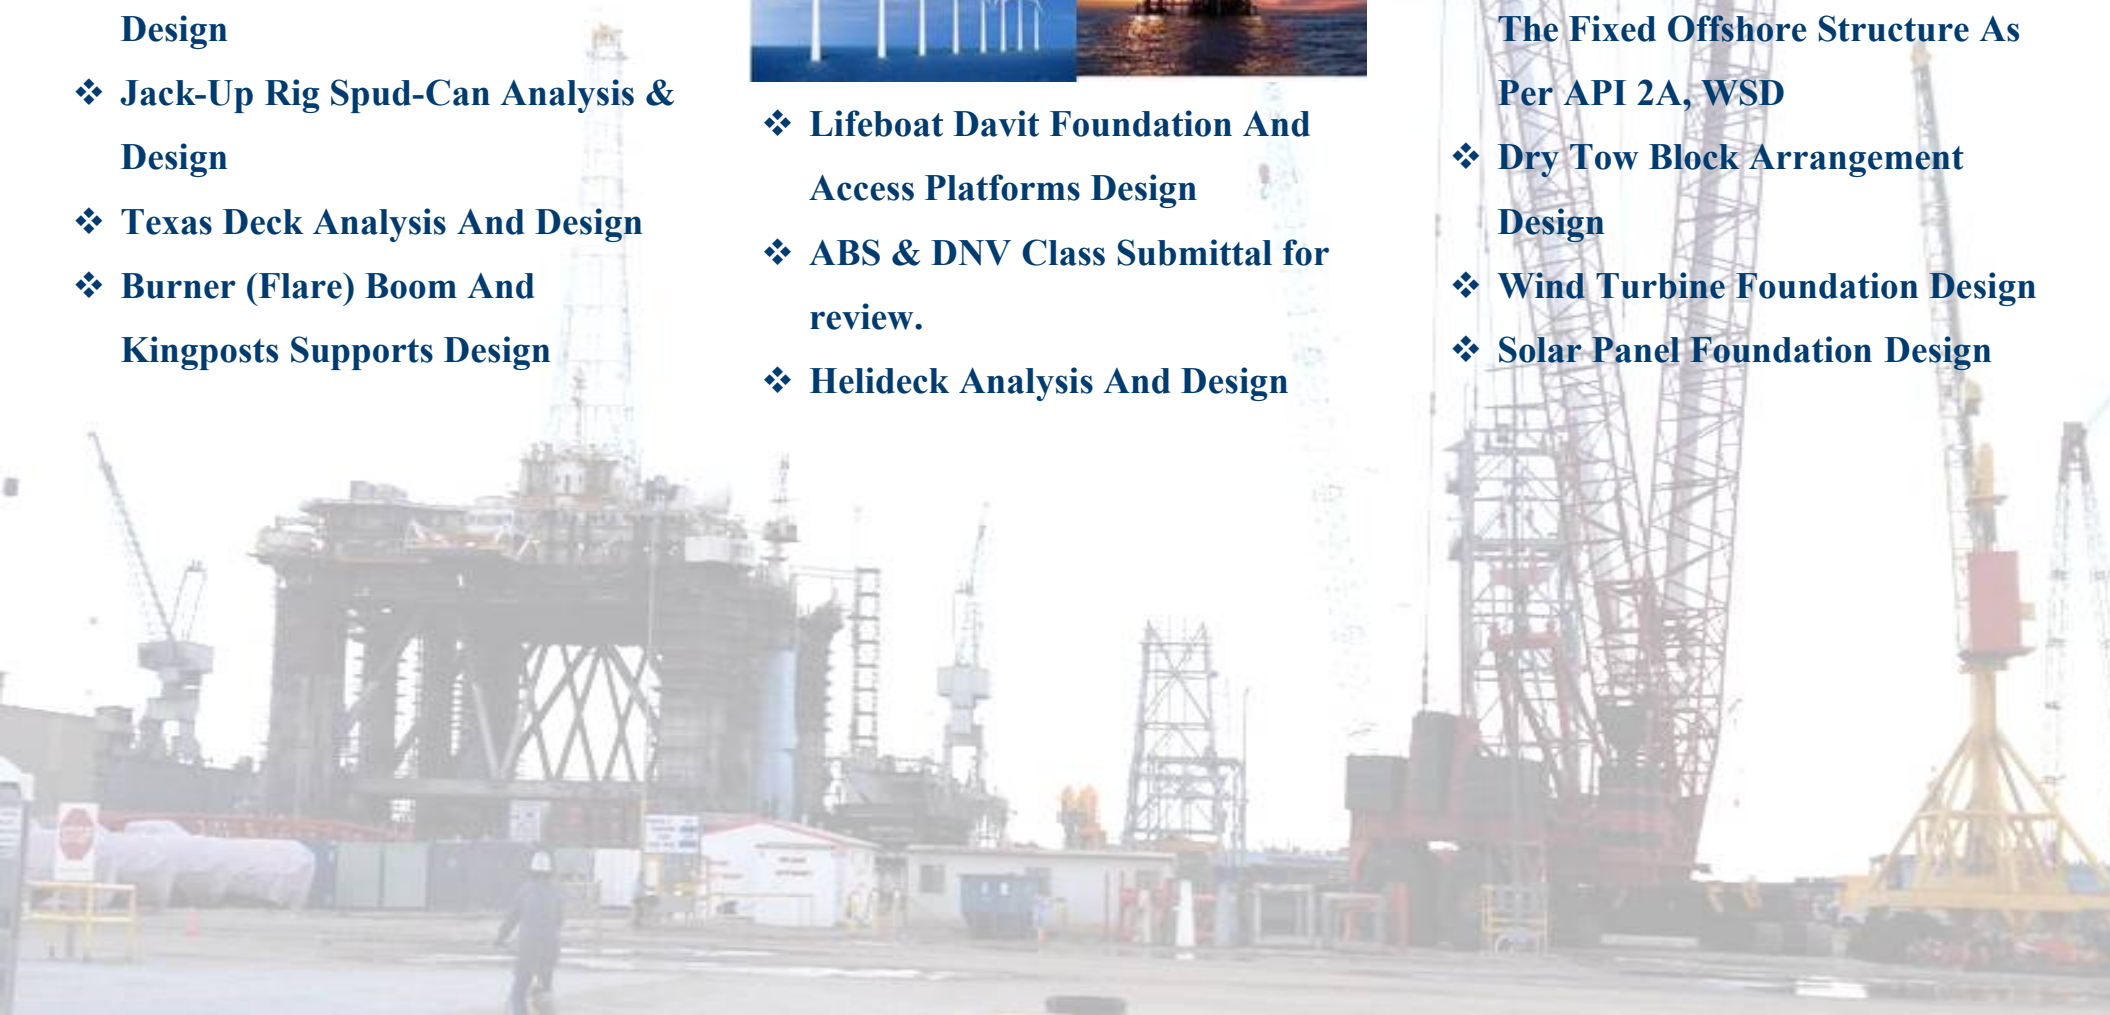 Design
❖ Jack-Up Rig Spud-Can Analysis &
Design
❖ Texas Deck Analysis And Design
❖ Burner (Flare) Boom And
Kingposts Supports Design
❖ Lifeboat Davit Foundation And
Access Platforms Design
❖ ABS & DNV Class Submittal for
review.
❖ Helideck Analysis And Design
The Fixed Offshore Structure As
Per API 2A, WSD
❖ Dry Tow Block Arrangement
Design
❖ Wind Turbine Foundation Design
❖ Solar Panel Foundation Design